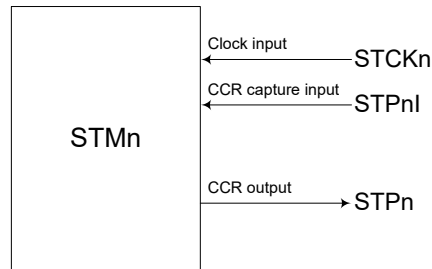 Clock input
STCKn
CCR capture input
STPnI
STMn
CCR output
STPn